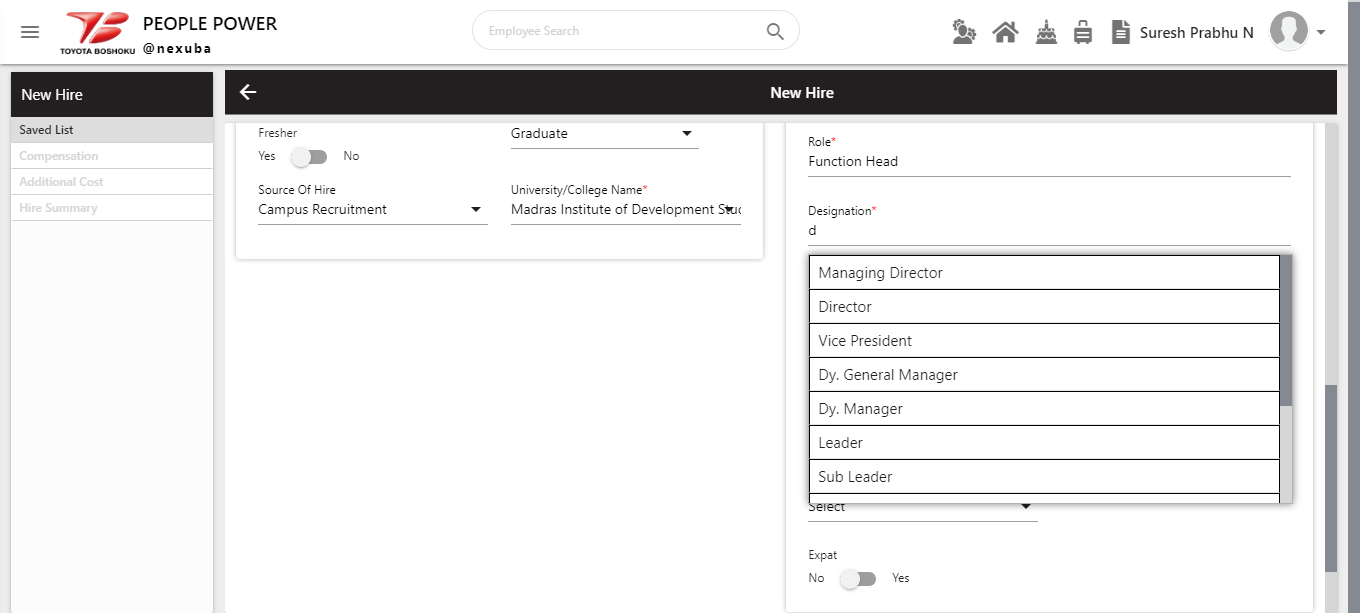 PEOPLE POWER
TOYOTA BOSHOKU
@nexuba
Employee Search
Suresh Prabhu N
New Hire
Saved List
Compensation
Additional Cost
Hire Summary
New Hire
Fresher
Yes No
Graduate
Source Of Hire
Campus Recruitment
University/College Name*
Madras Institute of Development
Role*
Function Head
Designation*
d
Managing Director
Director
Vice President
Dy. General Manager
Dy. Manager
Leader
Sub Leader
Select
Expat
No Yes